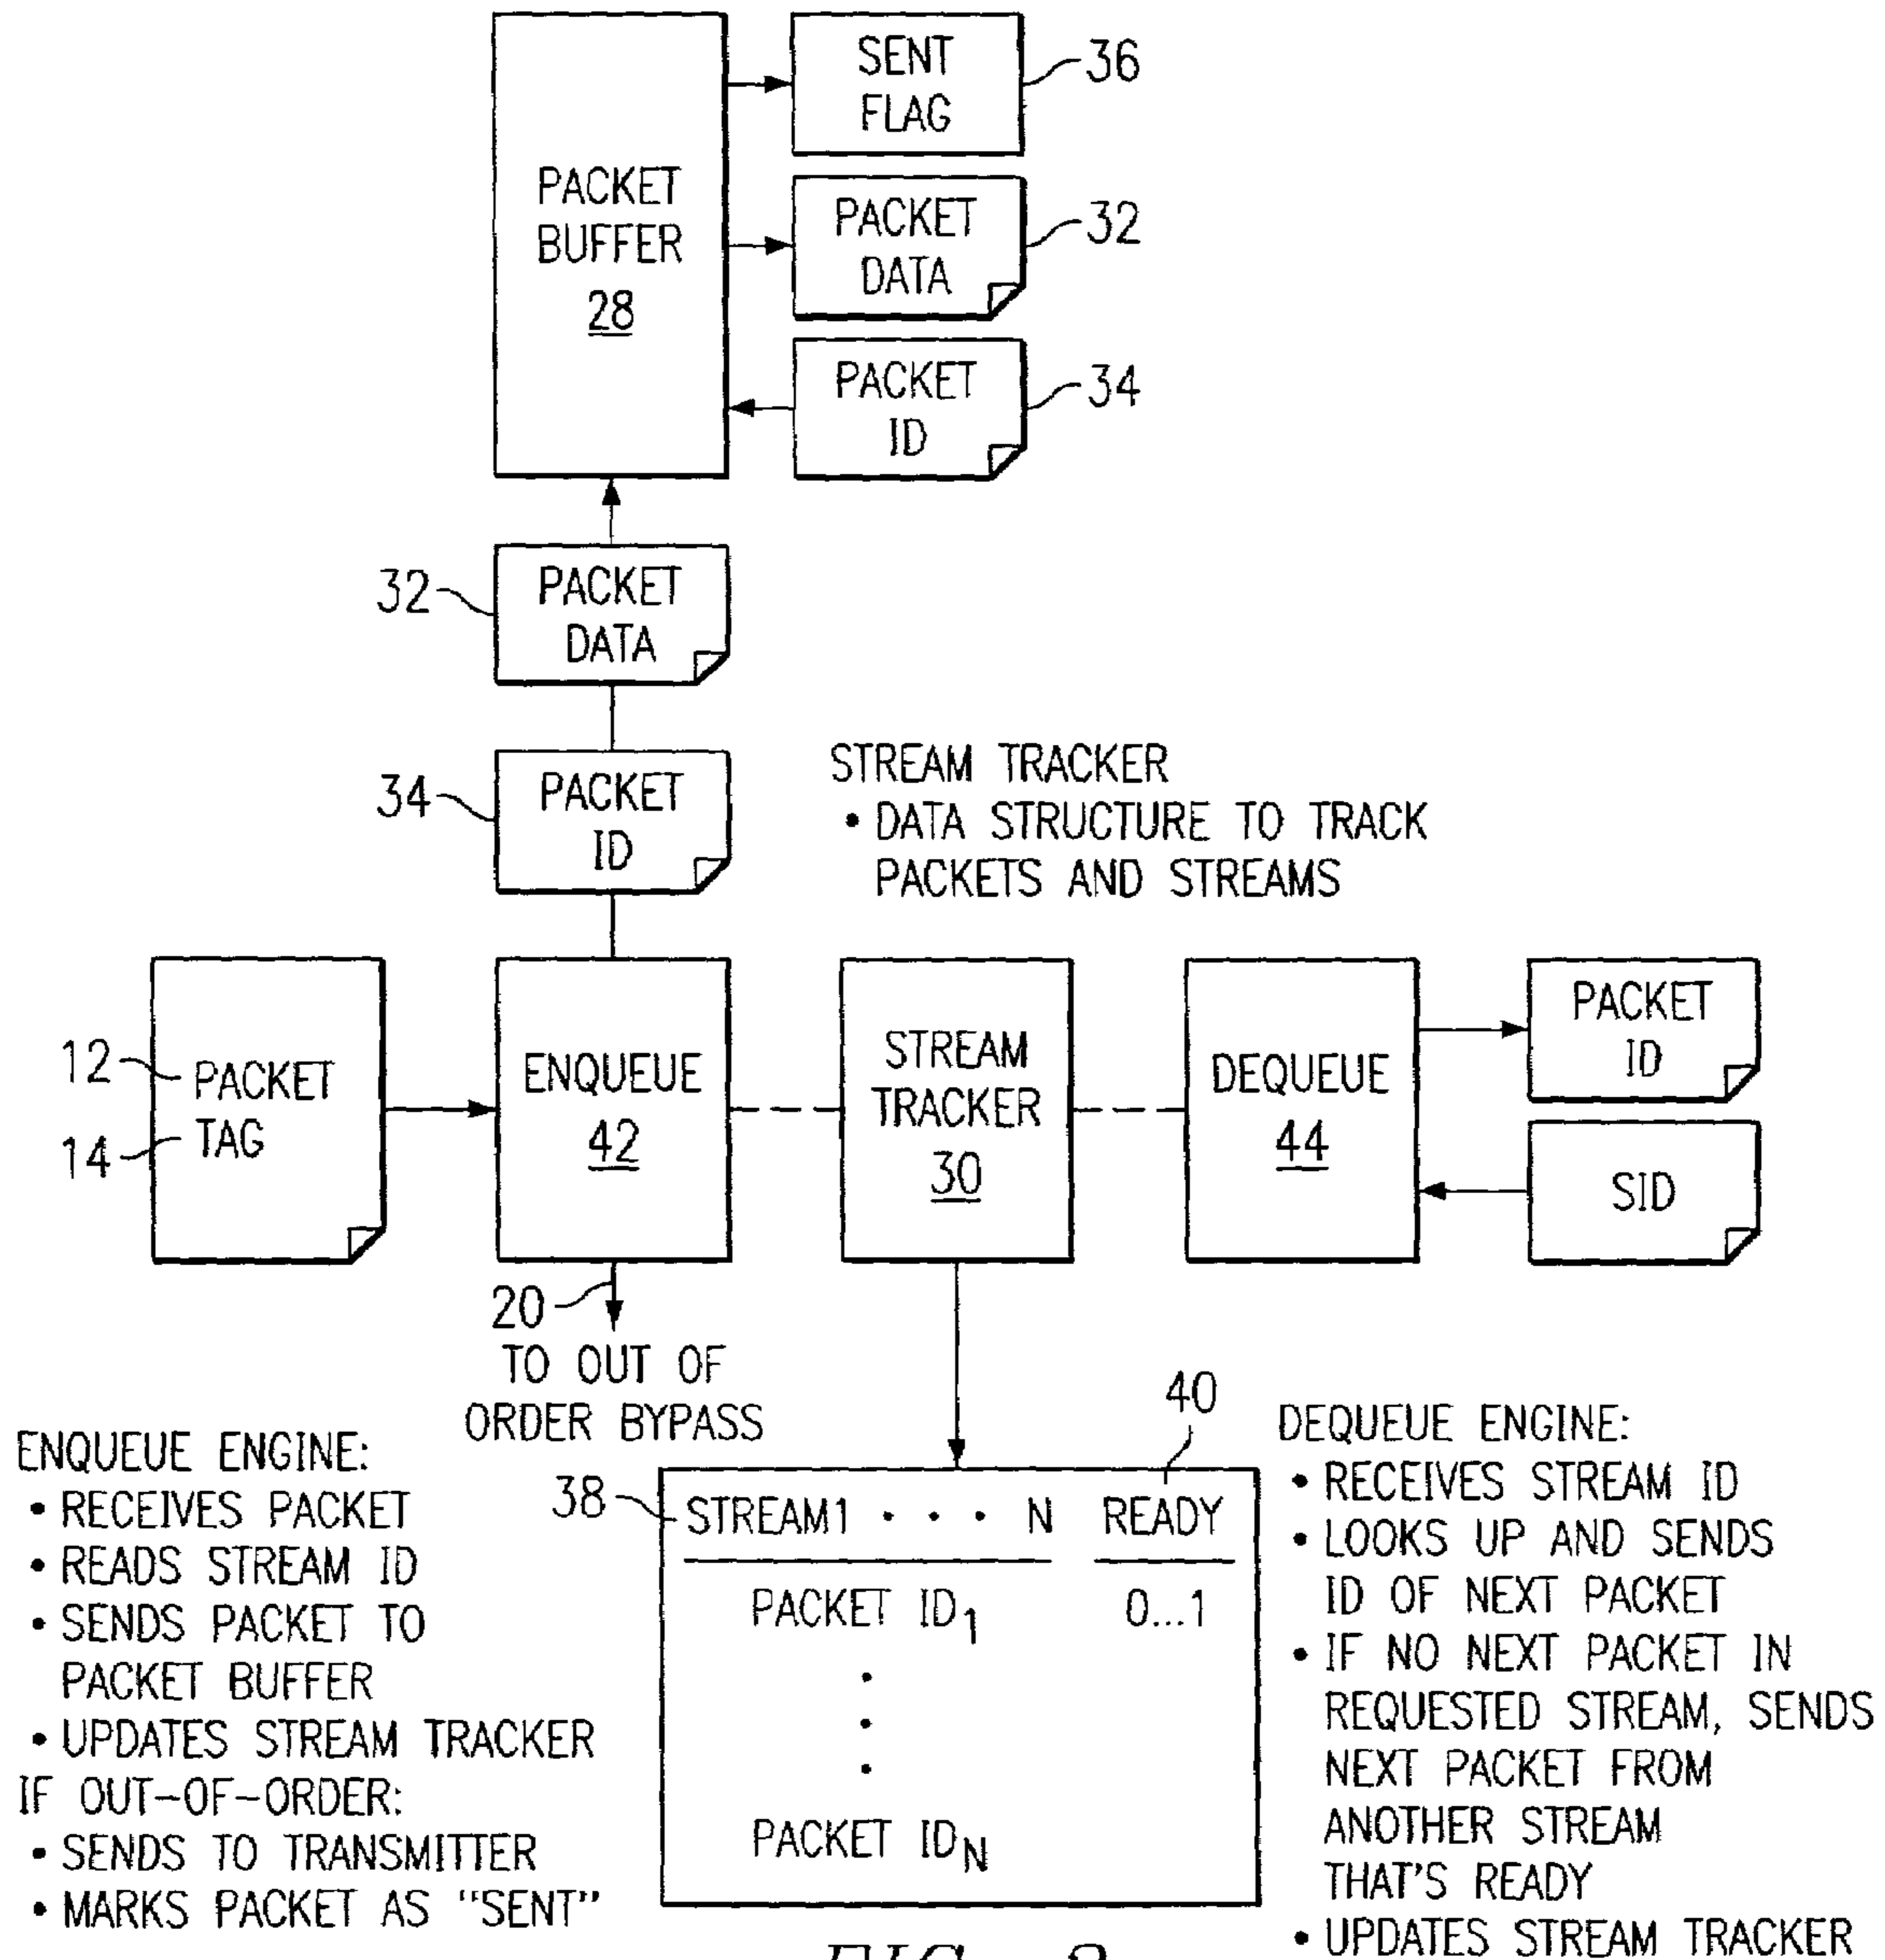 SENT
FLAG
36
PACKET
BUFFER
28
PACKET
DATA
32
PACKET
ID
34
32
PACKET
DATA
34
PACKET
ID
STREAM TRACKER
• DATA STRUCTURE TO TRACK
PACKETS AND STREAMS
12
PACKET
14
TAG
ENQUEUE
42
STREAM
TRACKER
30
DEQUEUE
44
PACKET
ID
SID
20
TO OUT OF
ORDER BYPASS
ENQUEUE ENGINE:
• RECEIVES PACKET
• READS STREAM ID
• SENDS PACKET TO
PACKET BUFFER
• UPDATES STREAM TRACKER
IF OUT-OF-ORDER:
• SENDS TO TRANSMITTER
• MARKS PACKET AS "SENT"
40
38
STREAM1 • • • N READY
PACKET ID1 0...1
•
•
•
PACKET IDN
DEQUEUE ENGINE:
• RECEIVES STREAM ID
• LOOKS UP AND SENDS
ID OF NEXT PACKET
• IF NO NEXT PACKET IN
REQUESTED STREAM, SENDS
NEXT PACKET FROM
ANOTHER STREAM
THAT'S READY
• UPDATES STREAM TRACKER